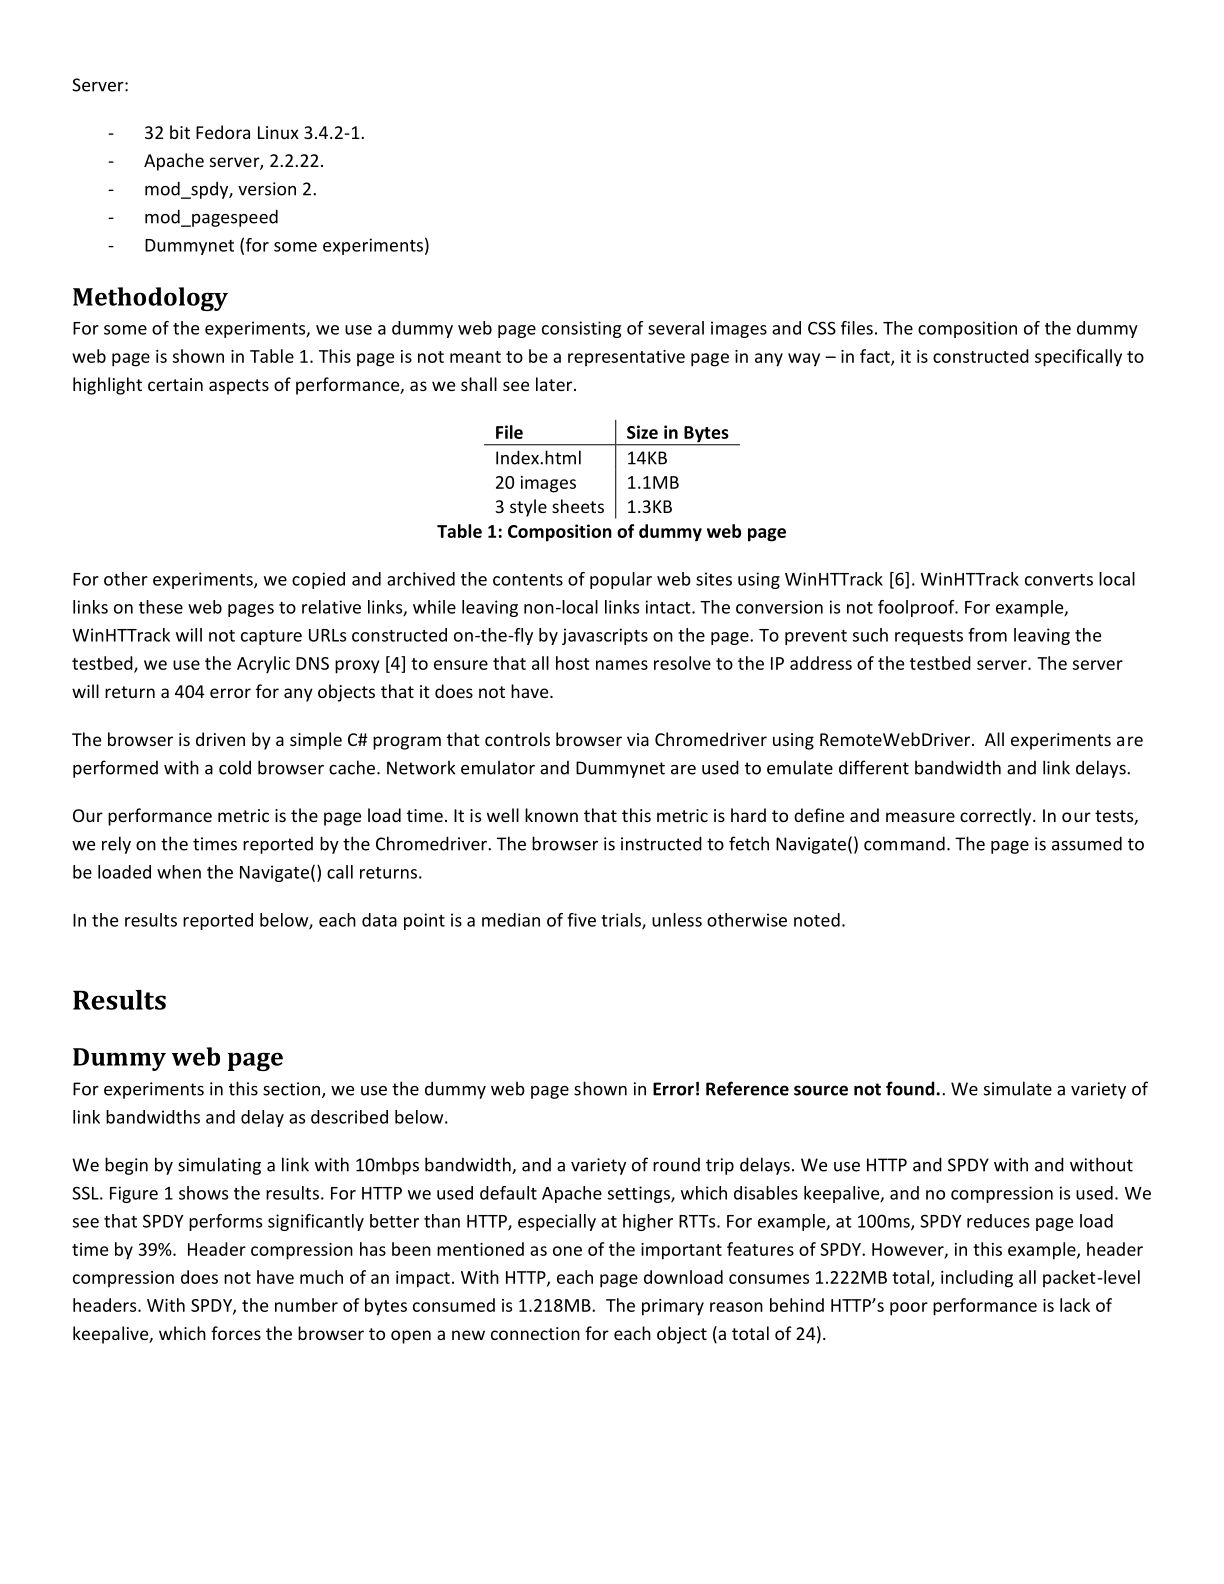 Server:
- 32 bit Fedora Linux 3.4.2-1.
- Apache server, 2.2.22.
- mod_spdy, version 2.
- mod_pagespeed
- Dummynet (for some experiments)
Methodology
For some of the experiments, we use a dummy web page consisting of several images and CSS files. The composition of the dummy
web page is shown in Table 1. This page is not meant to be a representative page in any way – in fact, it is constructed specifically to
highlight certain aspects of performance, as we shall see later.
File Size in Bytes
Index.html 14KB
20 images 1.1MB
3 style sheets 1.3KB
Table 1: Composition of dummy web page
For other experiments, we copied and archived the contents of popular web sites using WinHTTrack [6]. WinHTTrack converts local
links on these web pages to relative links, while leaving non-local links intact. The conversion is not foolproof. For example,
WinHTTrack will not capture URLs constructed on-the-fly by javascripts on the page. To prevent such requests from leaving the
testbed, we use the Acrylic DNS proxy [4] to ensure that all host names resolve to the IP address of the testbed server. The server
will return a 404 error for any objects that it does not have.
The browser is driven by a simple C# program that controls browser via Chromedriver using RemoteWebDriver.  All experiments are
performed with a cold browser cache. Network emulator and Dummynet are used to emulate different bandwidth and link delays.
Our performance metric is the page load time. It is well known that this metric is hard to define and measure correctly. In our tests,
we rely on the times reported by the Chromedriver. The browser is instructed to fetch Navigate() command. The page is assumed to
be loaded when the Navigate() call returns.
In the results reported below, each data point is a median of five trials, unless otherwise noted.
Results
Dummy web page
For experiments in this section, we use the dummy web page shown in Error! Reference source not found.. We simulate a variety of
link bandwidths and delay as described below.
We begin by simulating a link with 10mbps bandwidth, and a variety of round trip delays. We use HTTP and SPDY with and without
SSL. Figure 1 shows the results. For HTTP we used default Apache settings, which disables keepalive, and no compression is used. We
see that SPDY performs significantly better than HTTP, especially at higher RTTs. For example, at 100ms, SPDY reduces page load
time by 39%.  Header compression has been mentioned as one of the important features of SPDY. However, in this example, header
compression does not have much of an impact. With HTTP, each page download consumes 1.222MB total, including all packet-level
headers. With SPDY, the number of bytes consumed is 1.218MB.  The primary reason behind HTTP's poor performance is lack of
keepalive, which forces the browser to open a new connection for each object (a total of 24).